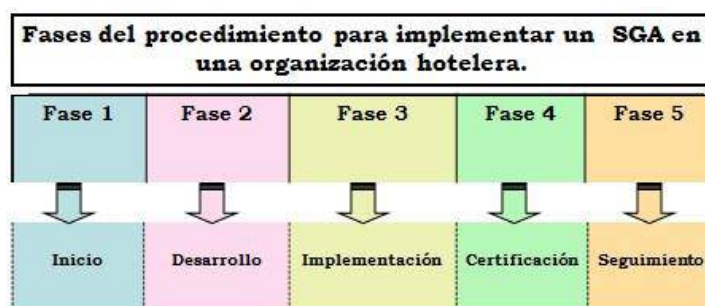 Fases del procedimiento para implementar un SGA en
una organización hotelera.
Fase 1 Fase 2 Fase 3 Fase 4 Fase 5
Inicio Desarrollo Implementación Certificación Seguimiento